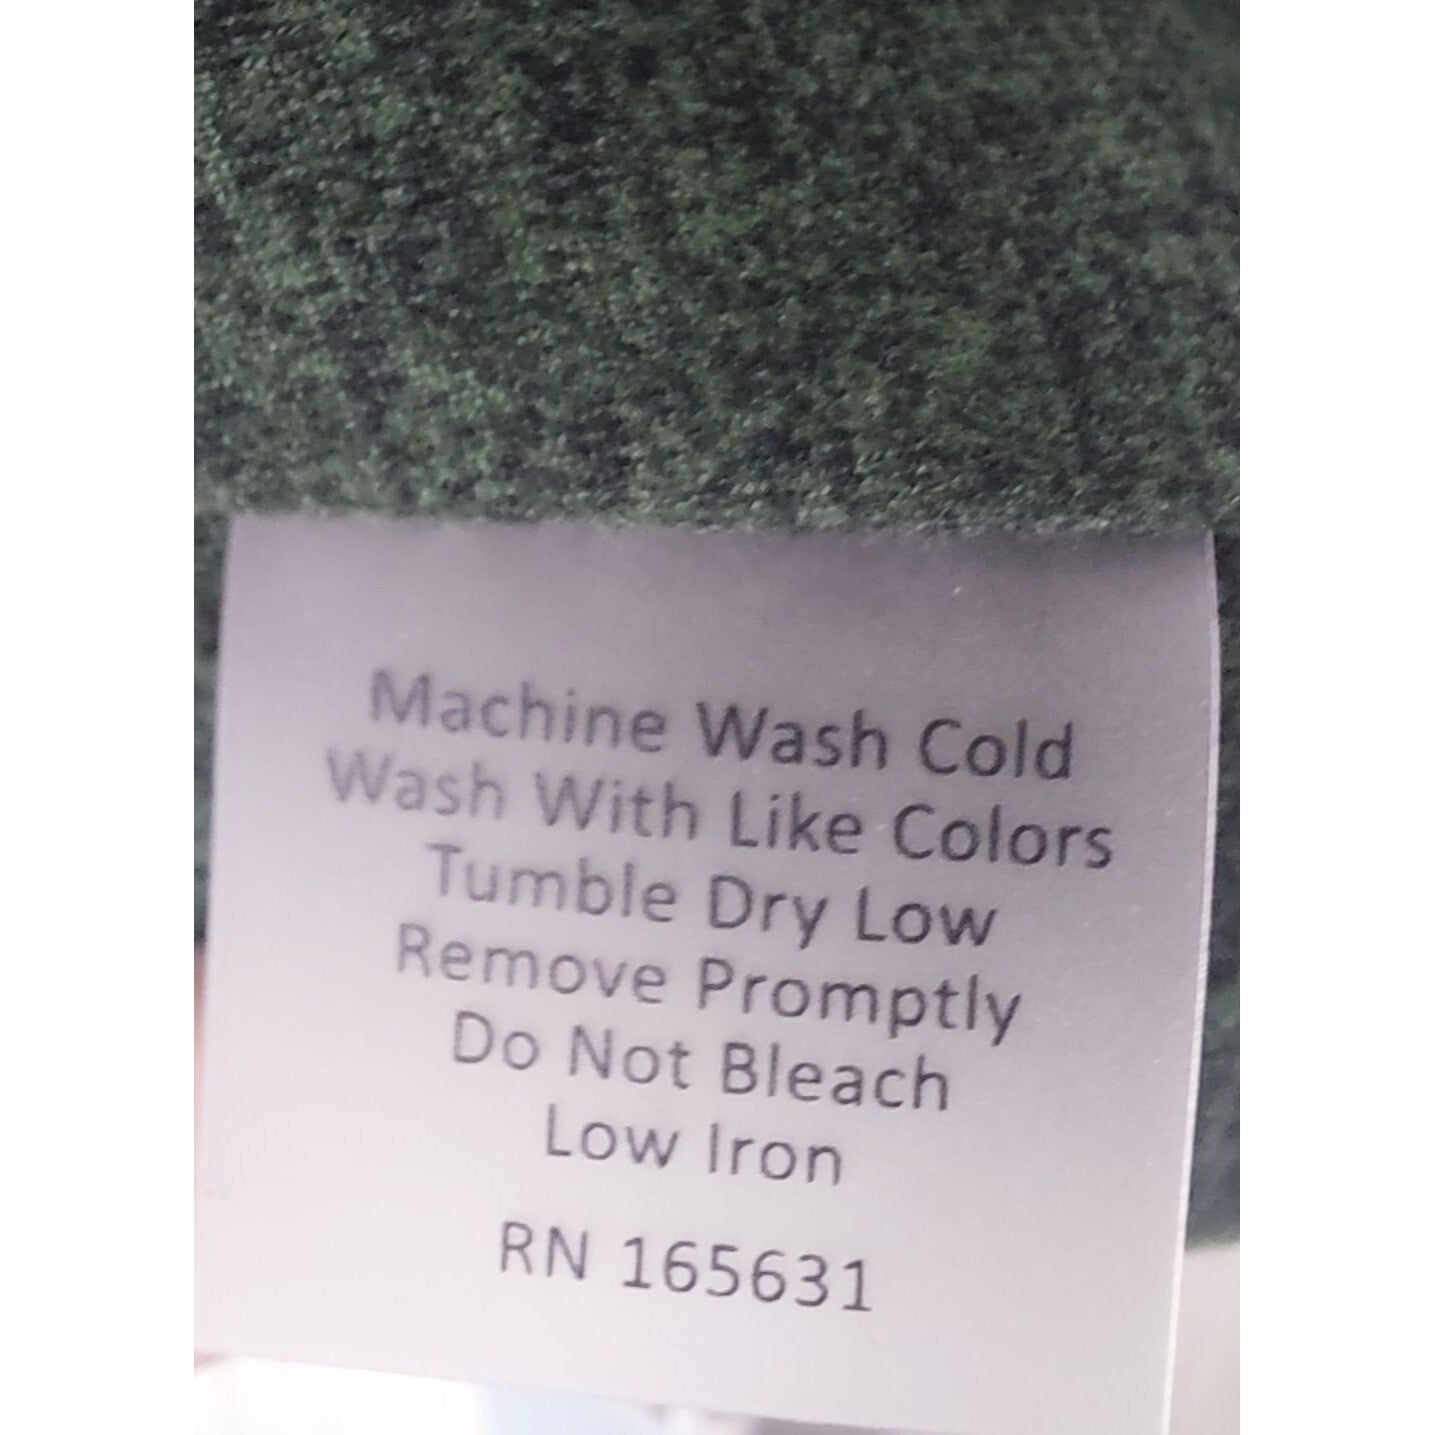 Machine Wash Cold
Wash With Like Colors
Tumble Dry Low
Remove Promptly
Do Not Bleach
Low Iron
RN 165631